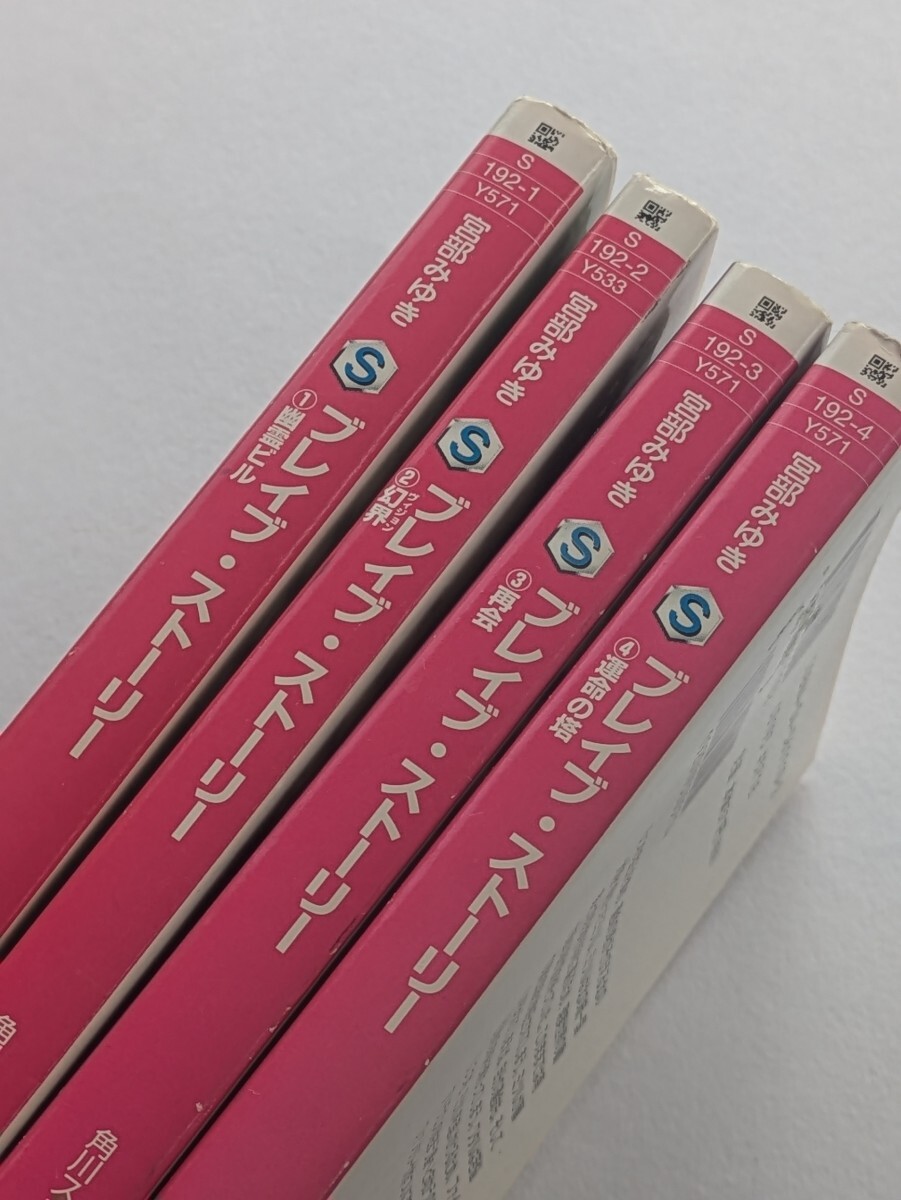 S
192-1
Y571
宮部みゆき
S
ブレイブ・ストーリー
①幽霊ビル
S
192-2
Y533
宮部みゆき
S
ブレイブ・ストーリー
②幻界
ヴィジョン
角
S
192-3
Y571
宮部みゆき
S
ブレイブ・ストーリー
③再会
角川ス
S
192-4
Y571
宮部みゆき
S
ブレイブ・ストーリー
④運命の塔